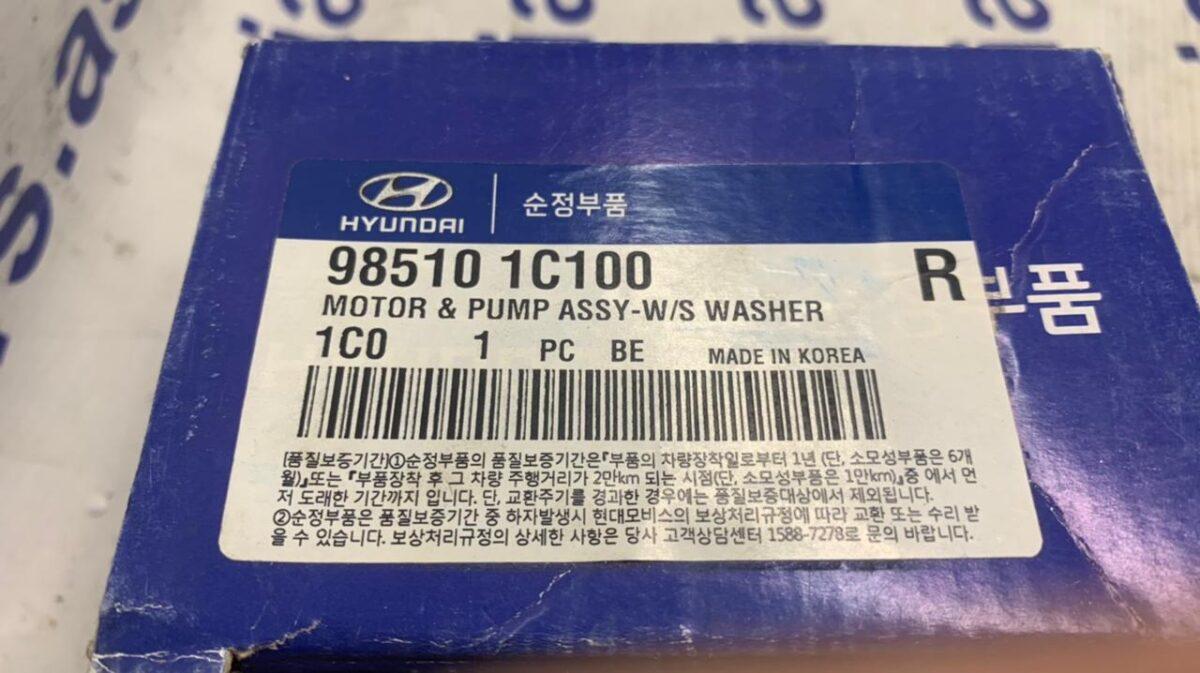 HYUNDAI 순정부품
98510 1C100 R
MOTOR & PUMP ASSY-W/S WASHER
1C0 1 PC BE MADE IN KOREA
[품질보증기간]①순정부품의 품질보증기간은『부품의 차량장착일로부터 1년 (단, 소모성부품은 6개
월)』또는 『부품장착 후 그 차량 주행거리가 2만km 되는 시점(단, 소모성부품은 1만km)』중 에서 먼
저 도래한 기간까지 입니다. 단, 교환주기를 경과한 경우에는 품질보증대상에서 제외됩니다.
②순정부품은 품질보증기간 중 하자발생시 현대모비스의 보상처리규정에 따라 교환 또는 수리 받
을 수 있습니다. 보상처리규정의 상세한 사항은 당사 고객상담센터 1588-7278로 문의 바랍니다.
부품